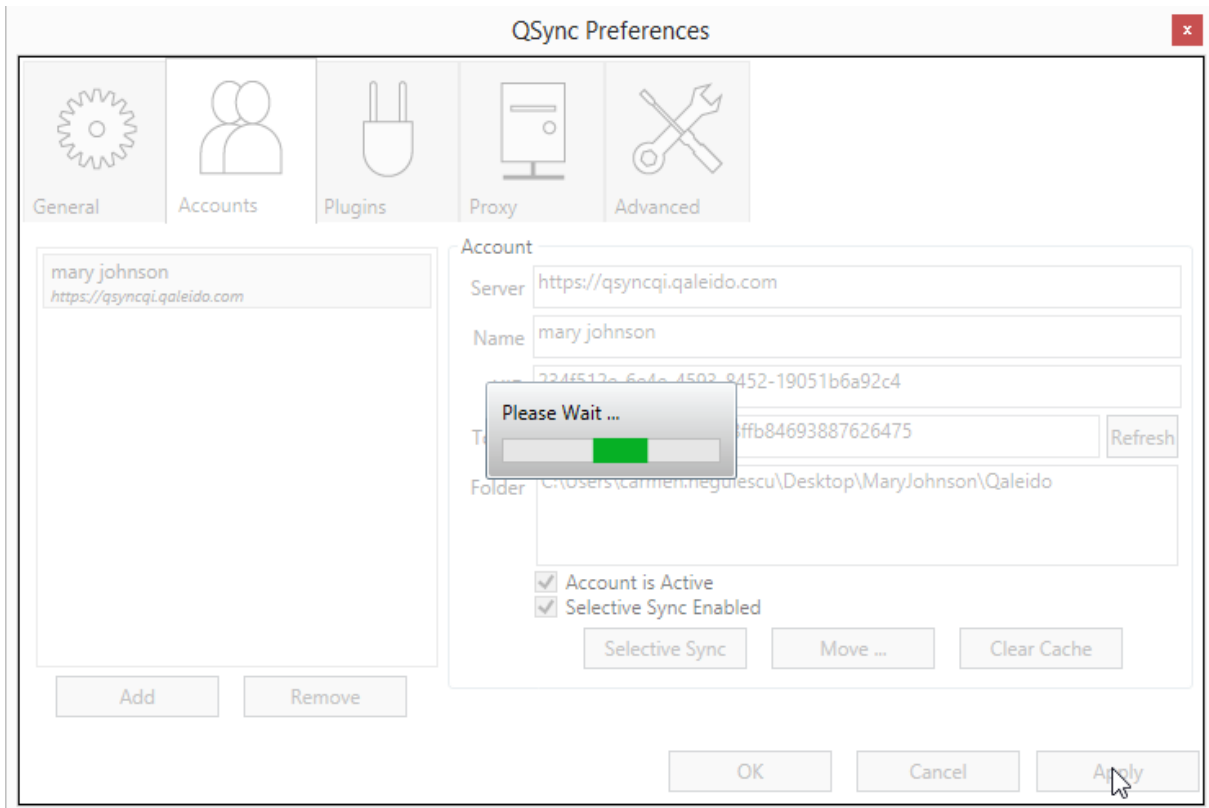 QSync Preferences
x
General
Accounts
Plugins
Proxy
Advanced
mary johnson
https://qsyncqi.qaleido.com
Account
Server https://qsyncqi.qaleido.com
Name mary johnson
234f512e-6e4e-4593-8452-19051b6a92c4
Please Wait ...
3ffb84693887626475 Refresh
Folder C:\Users\carmen.negulescu\Desktop\MaryJohnson\Qaleido
Account is Active
Selective Sync Enabled
Selective Sync Move ... Clear Cache
Add Remove
OK Cancel Apply